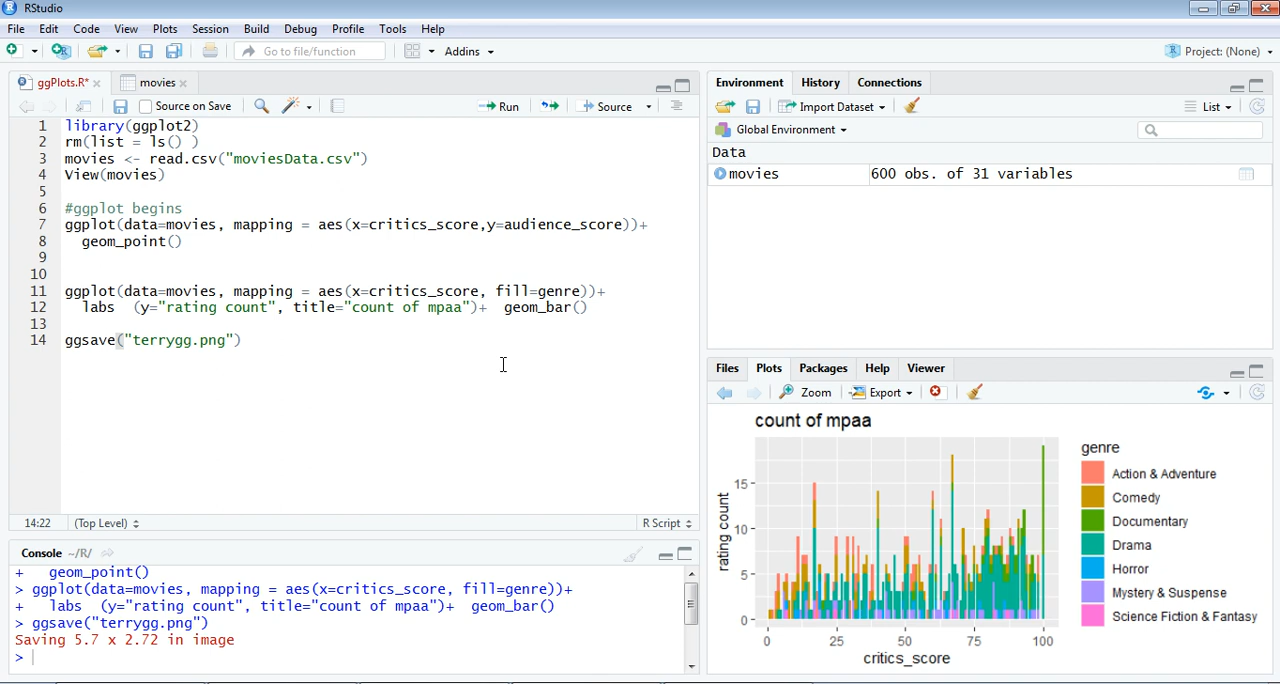 RStudio
File Edit Code View Plots Session Build Debug Profile Tools Help
Go to file/function Addins Project: (None)
ggPlots.R* movies
Source on Save Run Source
1 library(ggplot2)
2 rm(list = ls() )
3 movies <- read.csv("moviesData.csv")
4 View(movies)
5
6 #ggplot begins
7 ggplot(data=movies, mapping = aes(x=critics_score,y=audience_score))+
8 geom_point()
9
10
11 ggplot(data=movies, mapping = aes(x=critics_score, fill=genre))+
12 labs (y="rating count", title="count of mpaa")+ geom_bar()
13
14 ggsave("terrygg.png")
14:22 (Top Level) R Script
Console ~/R/
+ geom_point()
> ggplot(data=movies, mapping = aes(x=critics_score, fill=genre))+
+ labs (y="rating count", title="count of mpaa")+ geom_bar()
> ggsave("terrygg.png")
Saving 5.7 x 2.72 in image
>
Environment History Connections
Import Dataset List
Global Environment
Data
movies 600 obs. of 31 variables
Files Plots Packages Help Viewer
Zoom Export
count of mpaa
rating count
15
10
5
0
0 25 50 75 100
critics_score
genre
Action & Adventure
Comedy
Documentary
Drama
Horror
Mystery & Suspense
Science Fiction & Fantasy